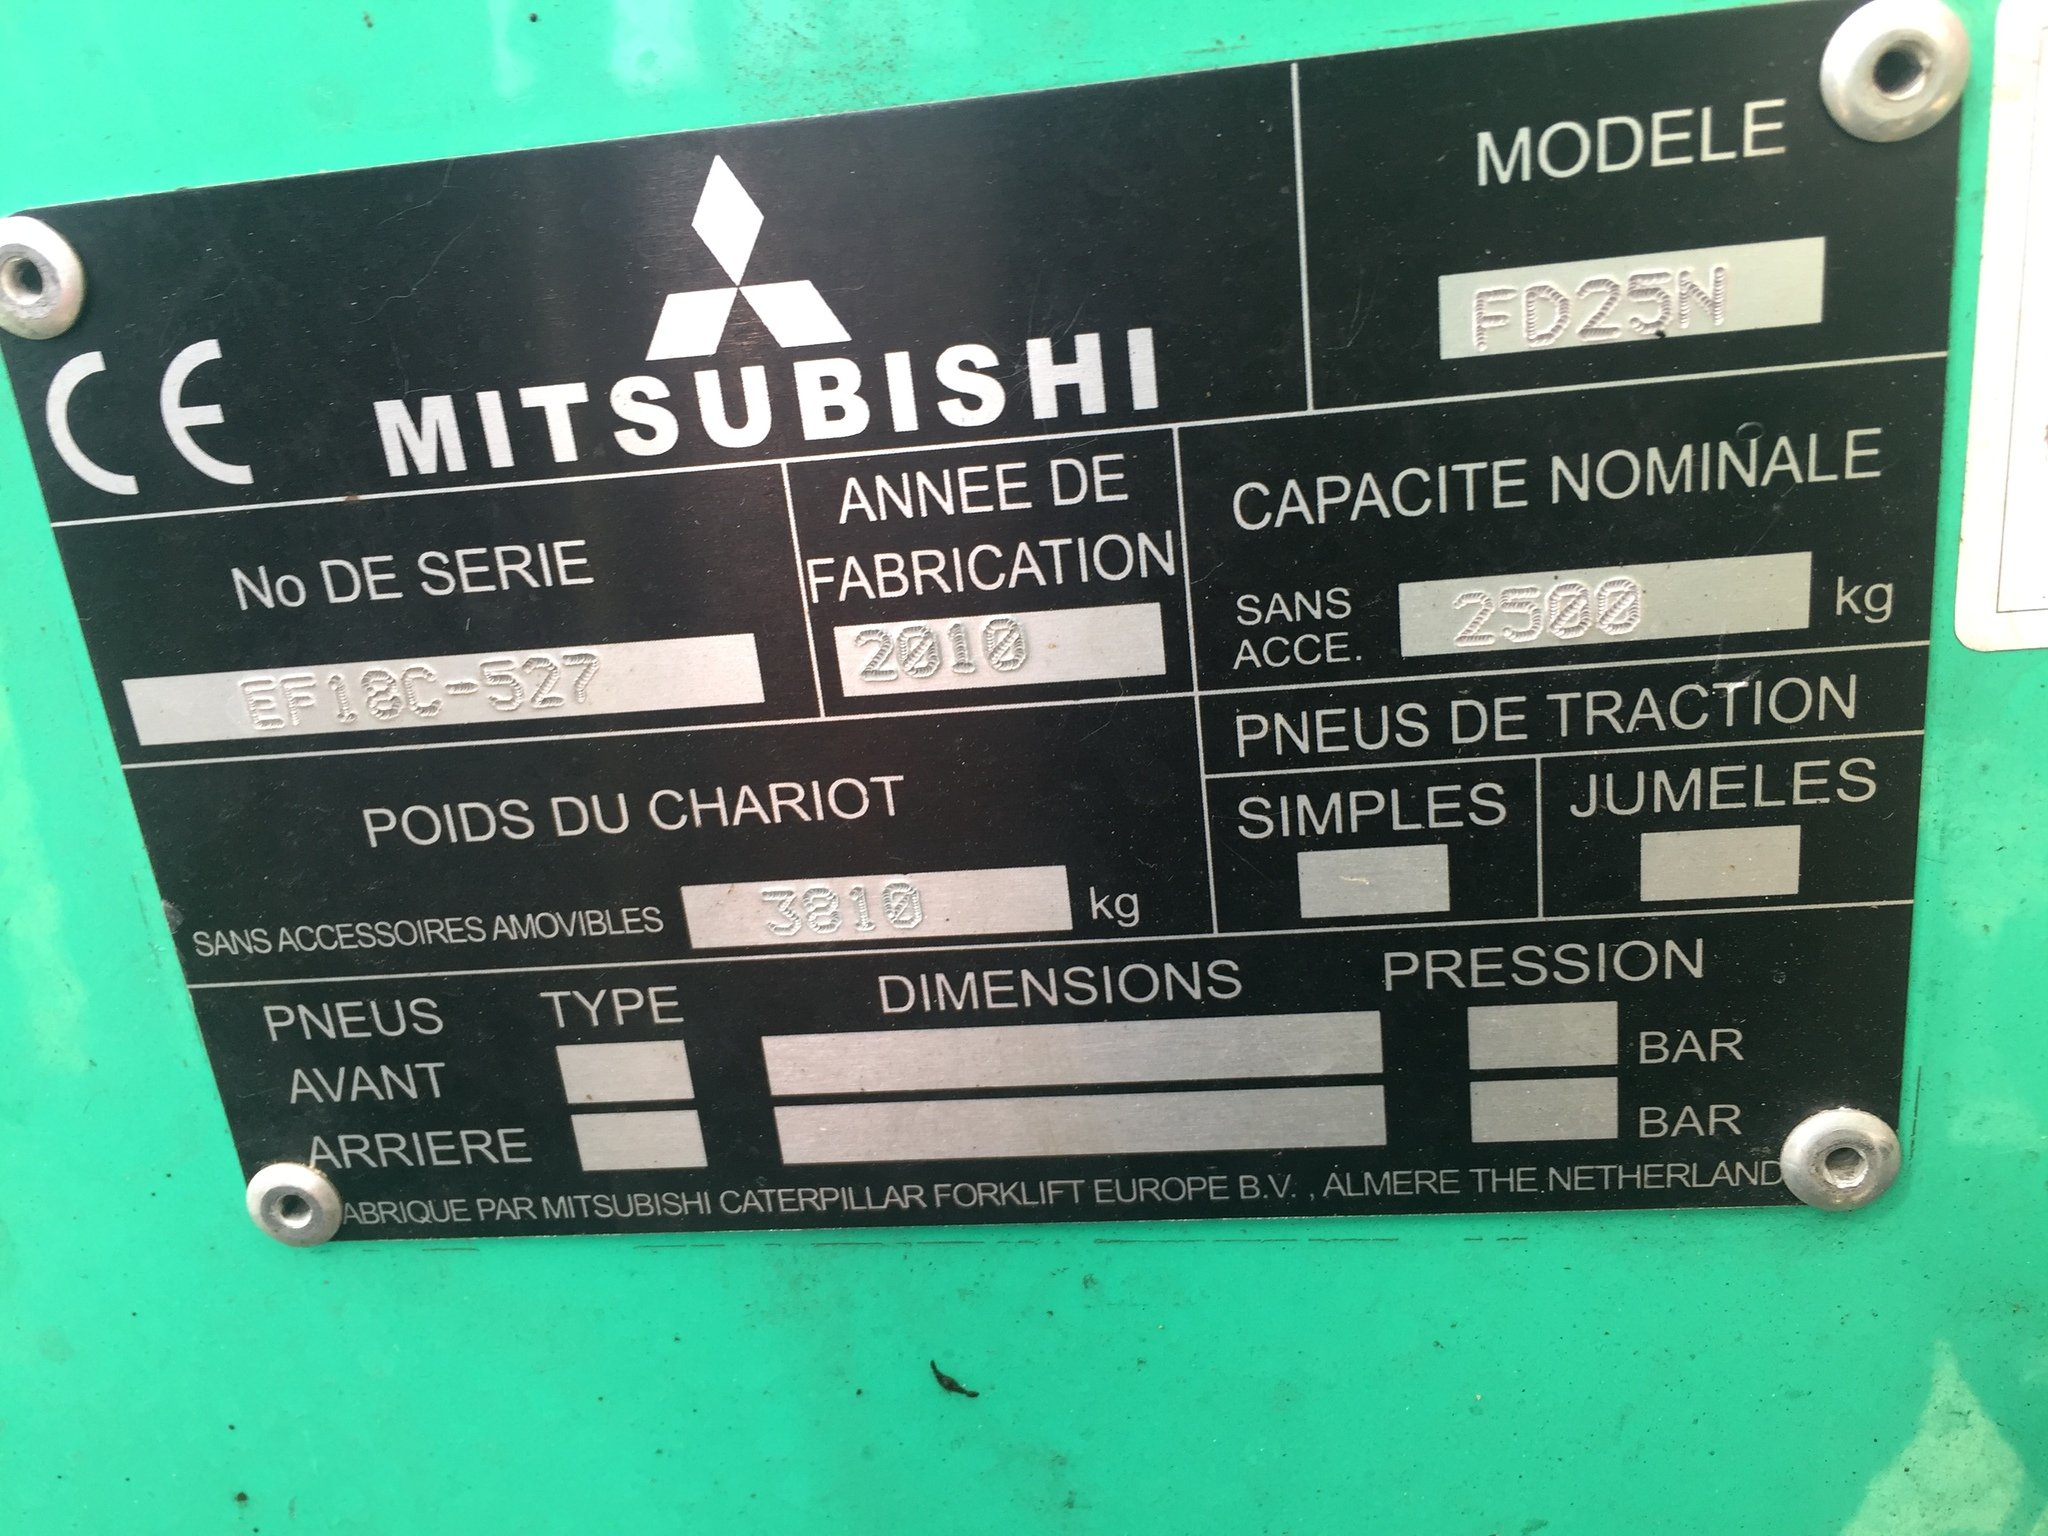 MODELE
FD25N
CE
MITSUBISHI
No DE SERIE
EF18C-527
ANNEE DE
FABRICATION
2010
CAPACITE NOMINALE
SANS
ACCE.
2500 kg
POIDS DU CHARIOT
SANS ACCESSOIRES AMOVIBLES 3810 kg
PNEUS DE TRACTION
SIMPLES JUMELES
PNEUS TYPE DIMENSIONS PRESSION
AVANT BAR
ARRIERE BAR
ABRIQUE PAR MITSUBISHI CATERPILLAR FORKLIFT EUROPE B.V. , ALMERE THE NETHERLAND